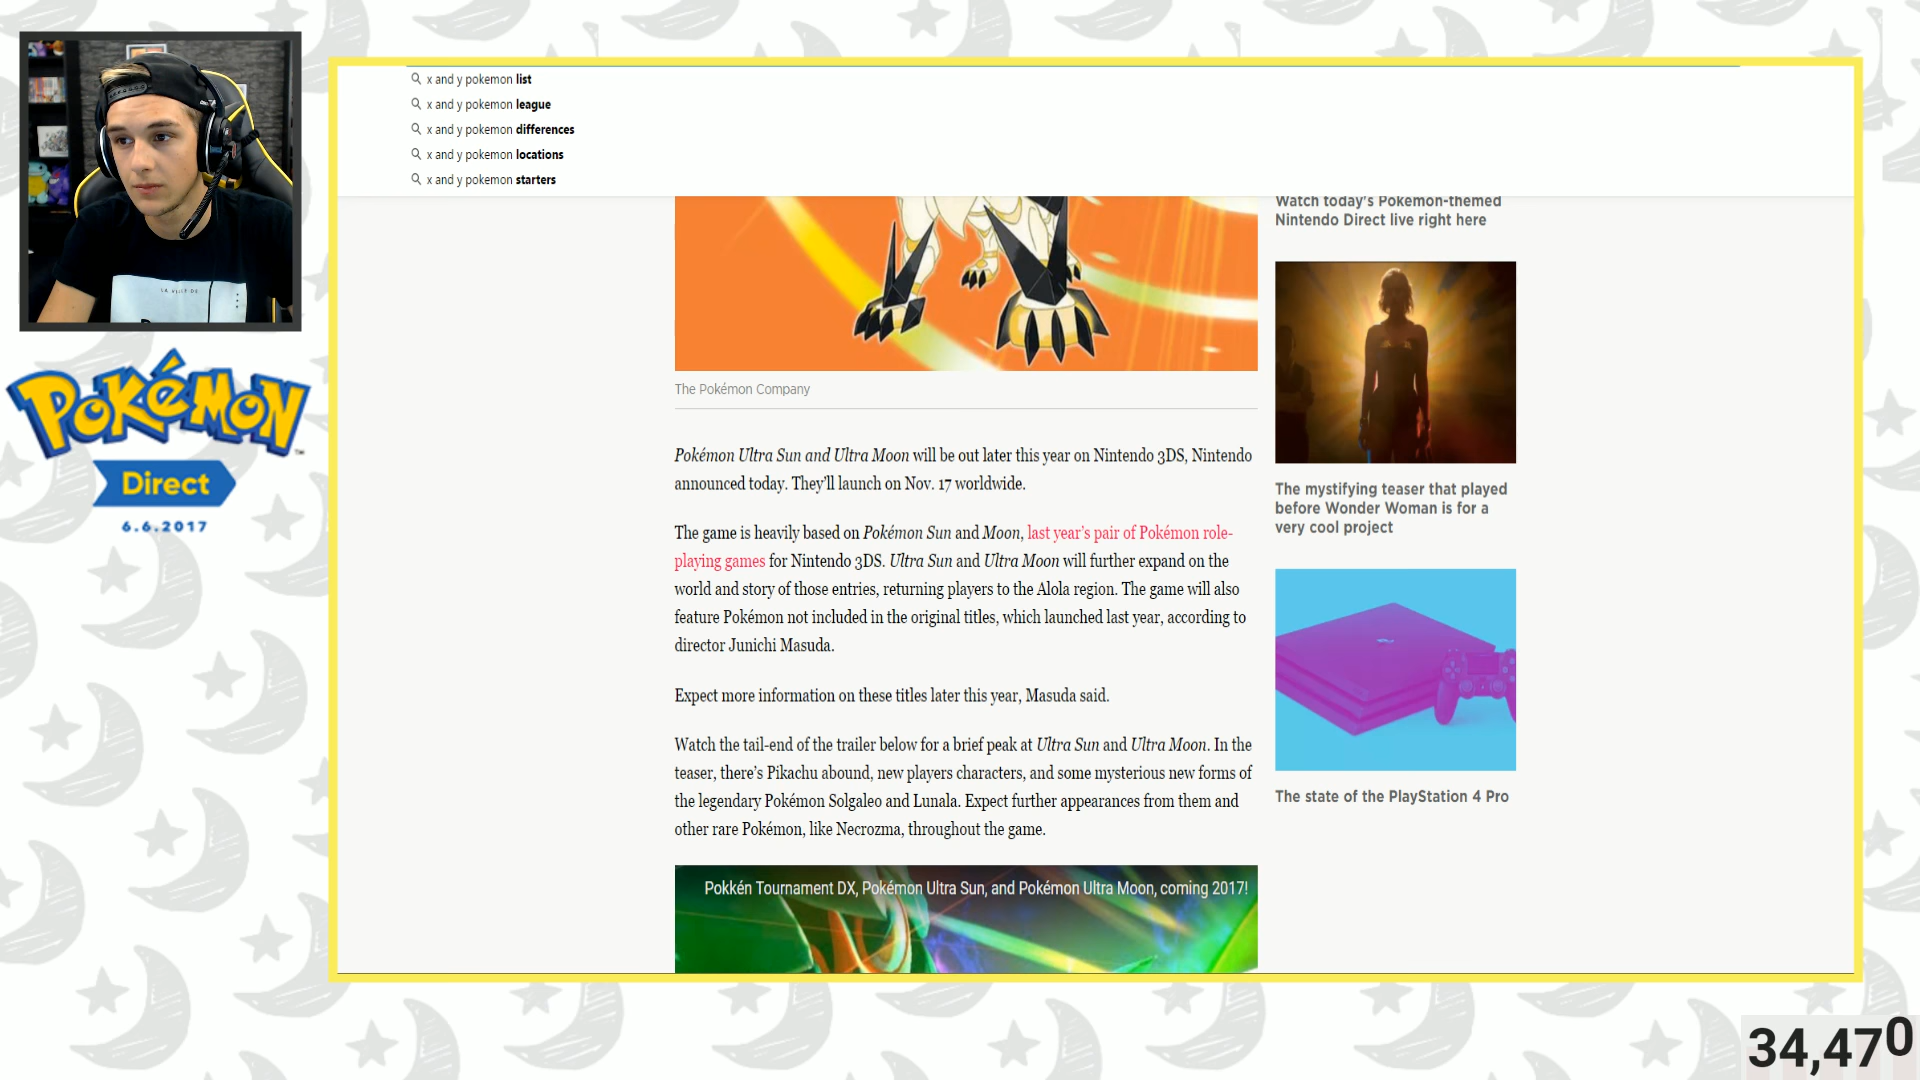 x and y pokemon list
x and y pokemon league
x and y pokemon differences
x and y pokemon locations
x and y pokemon starters
LA VILLE DE
POKéMON
Direct
6.6.2017
The Pokémon Company
Pokémon Ultra Sun and Ultra Moon will be out later this year on Nintendo 3DS, Nintendo
announced today. They'll launch on Nov. 17 worldwide.
The game is heavily based on Pokémon Sun and Moon, last year's pair of Pokémon role-
playing games for Nintendo 3DS. Ultra Sun and Ultra Moon will further expand on the
world and story of those entries, returning players to the Alola region. The game will also
feature Pokémon not included in the original titles, which launched last year, according to
director Junichi Masuda.
Expect more information on these titles later this year, Masuda said.
Watch the tail-end of the trailer below for a brief peak at Ultra Sun and Ultra Moon. In the
teaser, there's Pikachu abound, new players characters, and some mysterious new forms of
the legendary Pokémon Solgaleo and Lunala. Expect further appearances from them and
other rare Pokémon, like Necrozma, throughout the game.
Pokkén Tournament DX, Pokémon Ultra Sun, and Pokémon Ultra Moon, coming 2017!
Watch today's Pokémon-themed
Nintendo Direct live right here
The mystifying teaser that played
before Wonder Woman is for a
very cool project
The state of the PlayStation 4 Pro
34,470